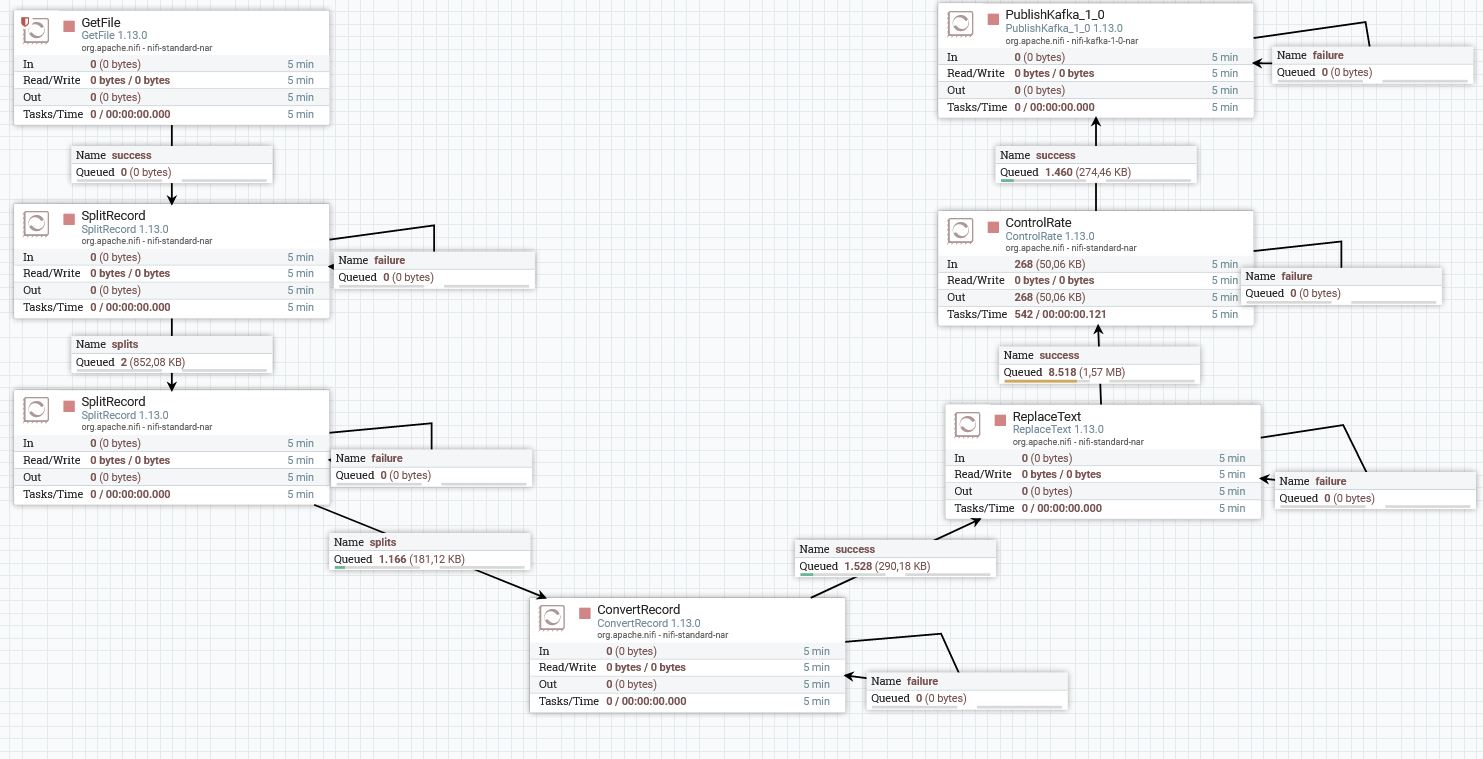 GetFile
GetFile 1.13.0
org.apache.nifi - nifi-standard-nar
In 0 (0 bytes) 5 min
Read/Write 0 bytes / 0 bytes 5 min
Out 0 (0 bytes) 5 min
Tasks/Time 0 / 00:00:00.000 5 min
Name success
Queued 0 (0 bytes)
SplitRecord
SplitRecord 1.13.0
org.apache.nifi - nifi-standard-nar
In 0 (0 bytes) 5 min
Read/Write 0 bytes / 0 bytes 5 min
Out 0 (0 bytes) 5 min
Tasks/Time 0 / 00:00:00.000 5 min
Name failure
Queued 0 (0 bytes)
Name splits
Queued 2 (852,08 KB)
SplitRecord
SplitRecord 1.13.0
org.apache.nifi - nifi-standard-nar
In 0 (0 bytes) 5 min
Read/Write 0 bytes / 0 bytes 5 min
Out 0 (0 bytes) 5 min
Tasks/Time 0 / 00:00:00.000 5 min
Name failure
Queued 0 (0 bytes)
Name splits
Queued 1.166 (181,12 KB)
ConvertRecord
ConvertRecord 1.13.0
org.apache.nifi - nifi-standard-nar
In 0 (0 bytes) 5 min
Read/Write 0 bytes / 0 bytes 5 min
Out 0 (0 bytes) 5 min
Tasks/Time 0 / 00:00:00.000 5 min
Name failure
Queued 0 (0 bytes)
Name success
Queued 1.528 (290,18 KB)
ReplaceText
ReplaceText 1.13.0
org.apache.nifi - nifi-standard-nar
In 0 (0 bytes) 5 min
Read/Write 0 bytes / 0 bytes 5 min
Out 0 (0 bytes) 5 min
Tasks/Time 0 / 00:00:00.000 5 min
Name failure
Queued 0 (0 bytes)
Name success
Queued 8.518 (1,57 MB)
ControlRate
ControlRate 1.13.0
org.apache.nifi - nifi-standard-nar
In 268 (50,06 KB) 5 min
Read/Write 0 bytes / 0 bytes 5 min
Out 268 (50,06 KB) 5 min
Tasks/Time 542 / 00:00:00.121 5 min
Name failure
Queued 0 (0 bytes)
Name success
Queued 1.460 (274,46 KB)
PublishKafka_1_0
PublishKafka_1_0 1.13.0
org.apache.nifi - nifi-kafka-1-0-nar
In 0 (0 bytes) 5 min
Read/Write 0 bytes / 0 bytes 5 min
Out 0 (0 bytes) 5 min
Tasks/Time 0 / 00:00:00.000 5 min
Name failure
Queued 0 (0 bytes)